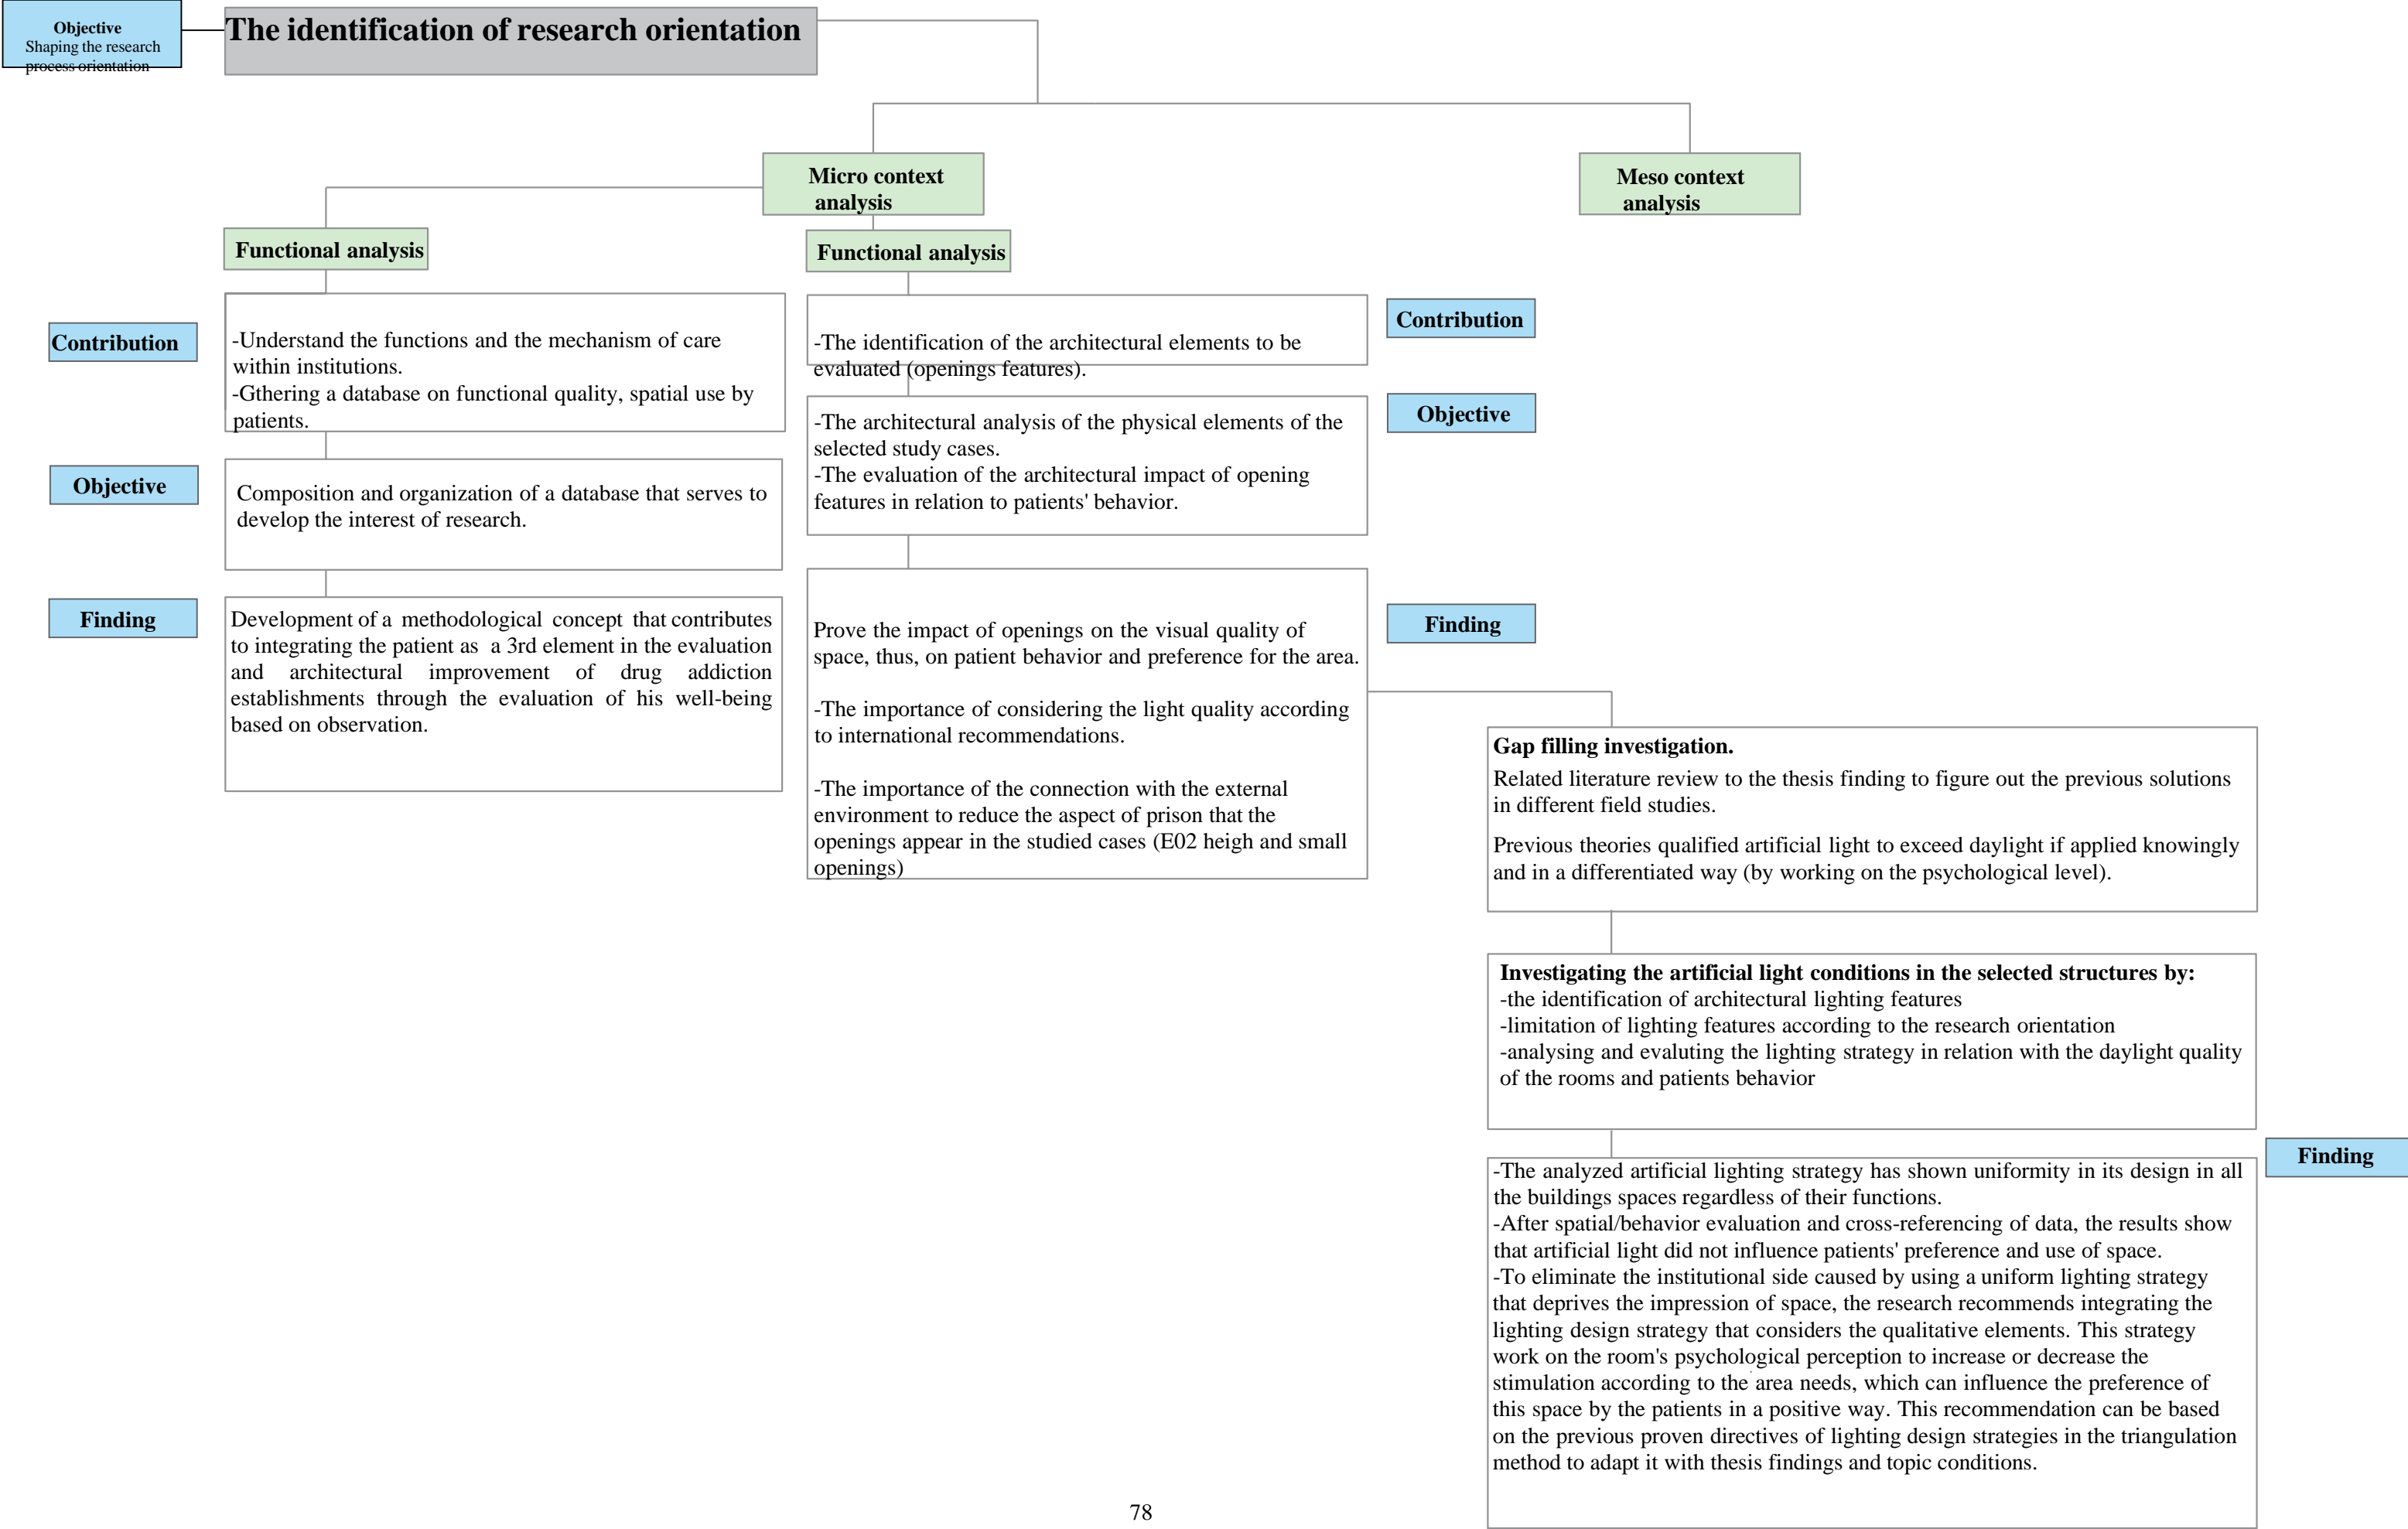 Objective
Shaping the research
process orientation
The identification of research orientation
Micro context
analysis
Meso context
analysis
Functional analysis
Contribution
-Understand the functions and the mechanism of care
within institutions.
-Gthering a database on functional quality, spatial use by
patients.
Objective
Composition and organization of a database that serves to
develop the interest of research.
Finding
Development of a methodological concept that contributes
to integrating the patient as a 3rd element in the evaluation
and architectural improvement of drug addiction
establishments through the evaluation of his well-being
based on observation.
Functional analysis
-The identification of the architectural elements to be
evaluated (openings features).
Contribution
-The architectural analysis of the physical elements of the
selected study cases.
-The evaluation of the architectural impact of opening
features in relation to patients' behavior.
Objective
Prove the impact of openings on the visual quality of
space, thus, on patient behavior and preference for the area.
-The importance of considering the light quality according
to international recommendations.
-The importance of the connection with the external
environment to reduce the aspect of prison that the
openings appear in the studied cases (E02 heigh and small
openings)
Finding
Gap filling investigation.
Related literature review to the thesis finding to figure out the previous solutions
in different field studies.
Previous theories qualified artificial light to exceed daylight if applied knowingly
and in a differentiated way (by working on the psychological level).
Investigating the artificial light conditions in the selected structures by:
-the identification of architectural lighting features
-limitation of lighting features according to the research orientation
-analysing and evaluting the lighting strategy in relation with the daylight quality
of the rooms and patients behavior
Finding
-The analyzed artificial lighting strategy has shown uniformity in its design in all
the buildings spaces regardless of their functions.
-After spatial/behavior evaluation and cross-referencing of data, the results show
that artificial light did not influence patients' preference and use of space.
-To eliminate the institutional side caused by using a uniform lighting strategy
that deprives the impression of space, the research recommends integrating the
lighting design strategy that considers the qualitative elements. This strategy
work on the room's psychological perception to increase or decrease the
stimulation according to the area needs, which can influence the preference of
this space by the patients in a positive way. This recommendation can be based
on the previous proven directives of lighting design strategies in the triangulation
method to adapt it with thesis findings and topic conditions.
78